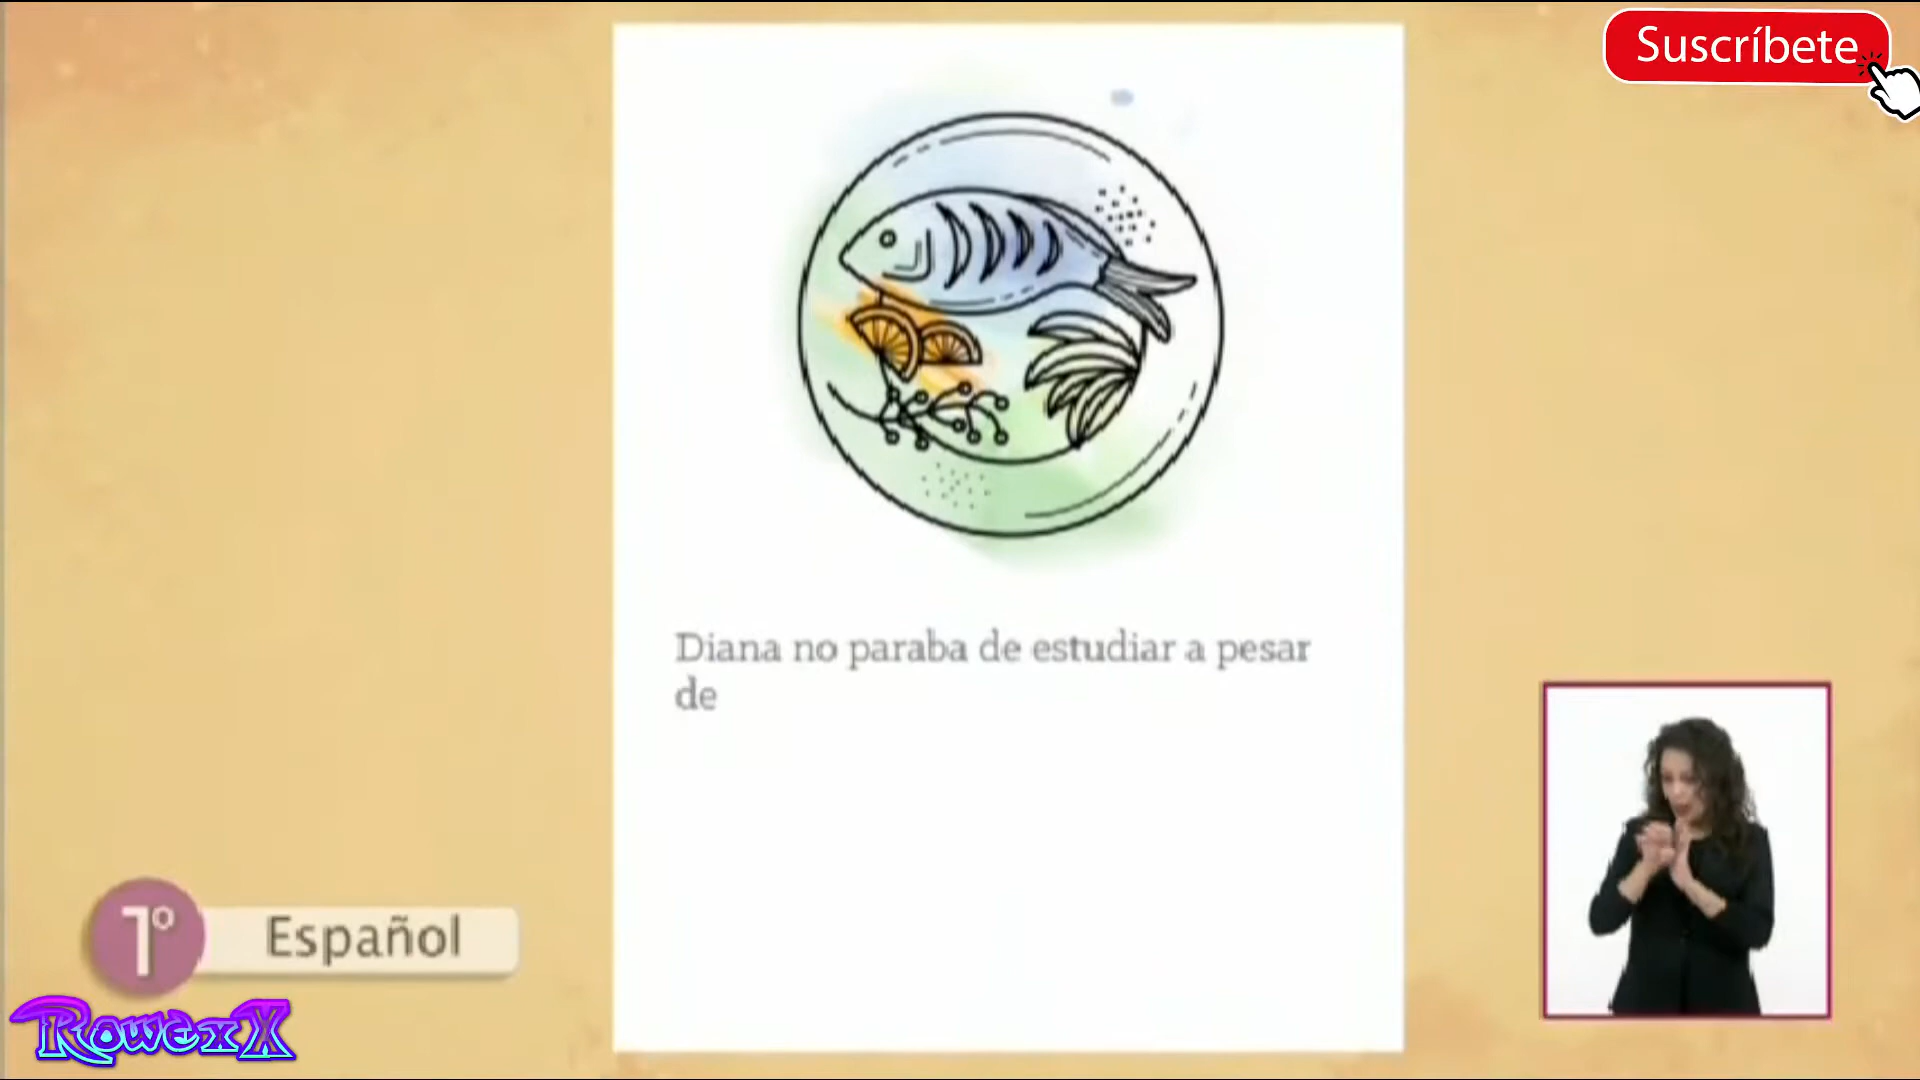 Suscríbete
Diana no paraba de estudiar a pesar
de
1° Español
RowexX